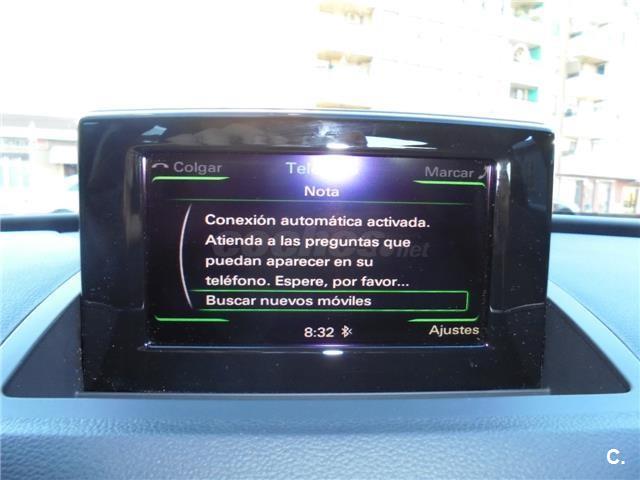 Colgar
Marcar
Nota
Conexión automática activada.
Atienda a las preguntas que
puedan aparecer en su
teléfono. Espere, por favor...
Buscar nuevos móviles
8:32
Ajustes
C.